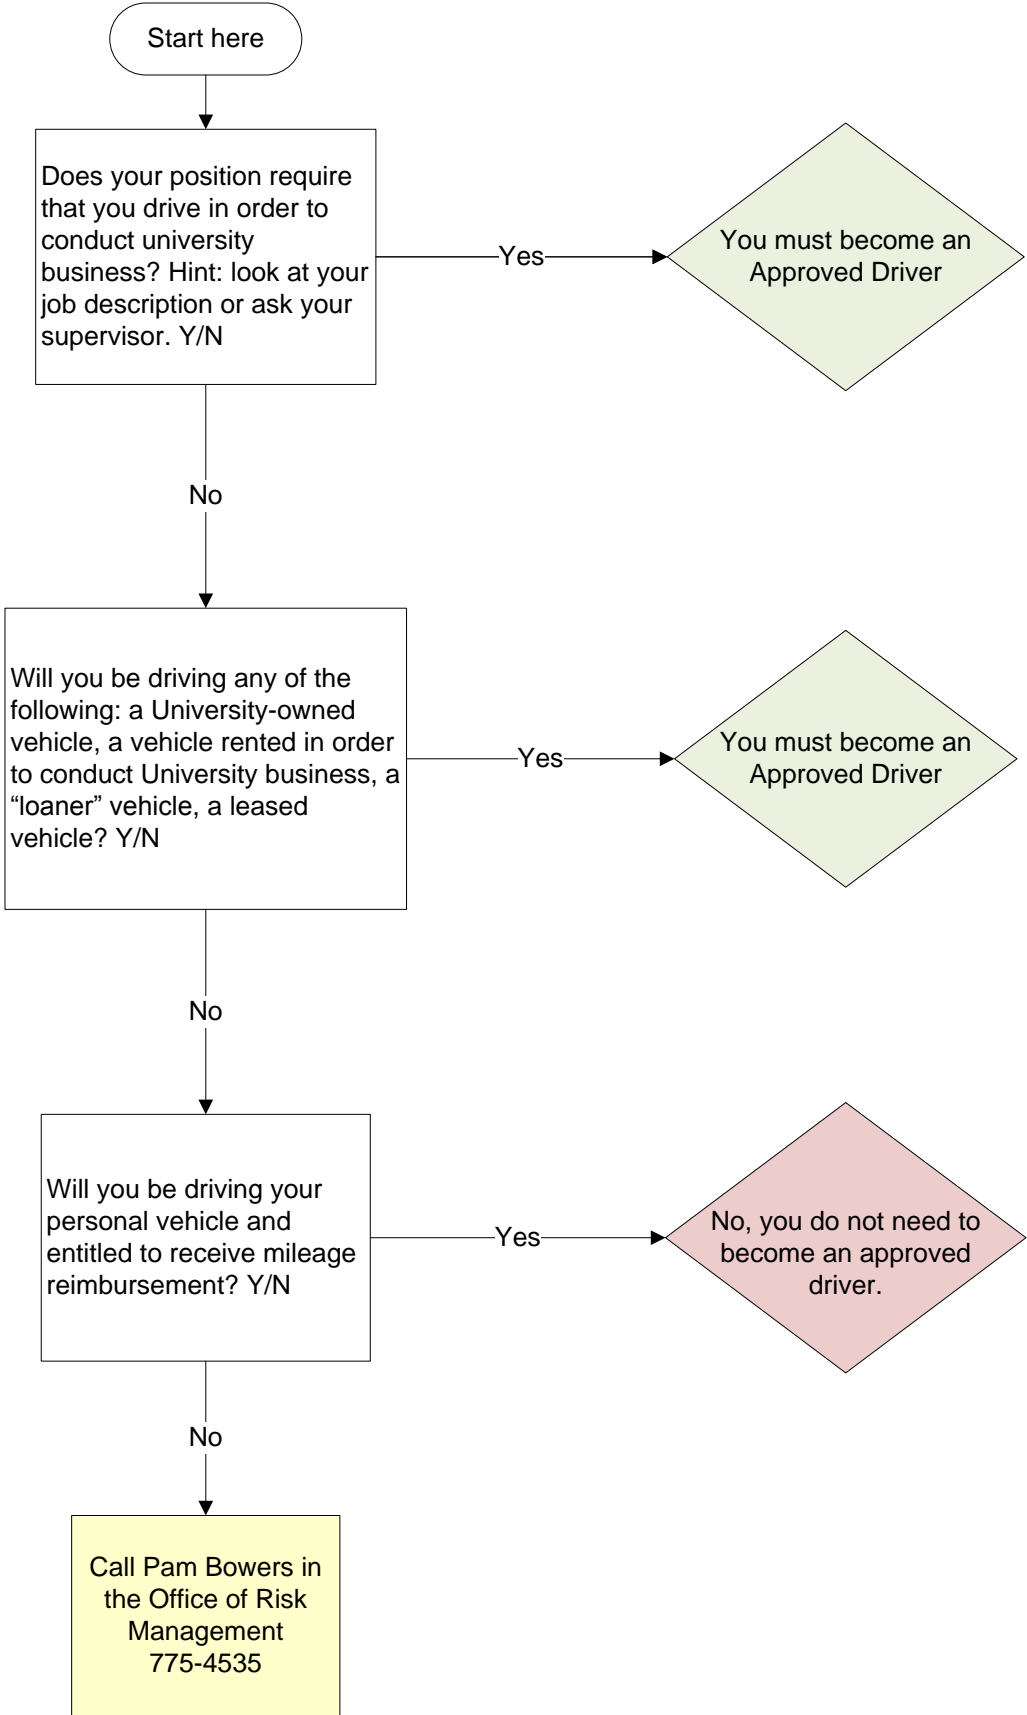 Start here
Does your position require
that you drive in order to
conduct university
business? Hint: look at your
job description or ask your
supervisor. Y/N
Yes
You must become an
Approved Driver
No
Will you be driving any of the
following: a University-owned
vehicle, a vehicle rented in order
to conduct University business, a
“loaner” vehicle, a leased
vehicle? Y/N
Yes
You must become an
Approved Driver
No
Will you be driving your
personal vehicle and
entitled to receive mileage
reimbursement? Y/N
Yes
No, you do not need to
become an approved
driver.
No
Call Pam Bowers in
the Office of Risk
Management
775-4535